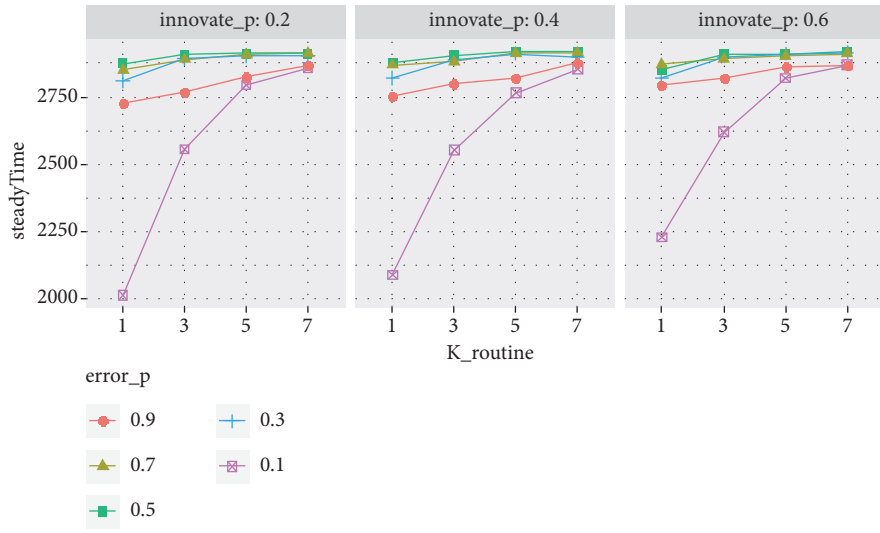 innovate_p: 0.2 innovate_p: 0.4 innovate_p: 0.6
2750
2500
2250
2000
steadyTime
1 3 5 7 1 3 5 7 1 3 5 7
K_routine
error_p
0.9 0.3
0.7 0.1
0.5